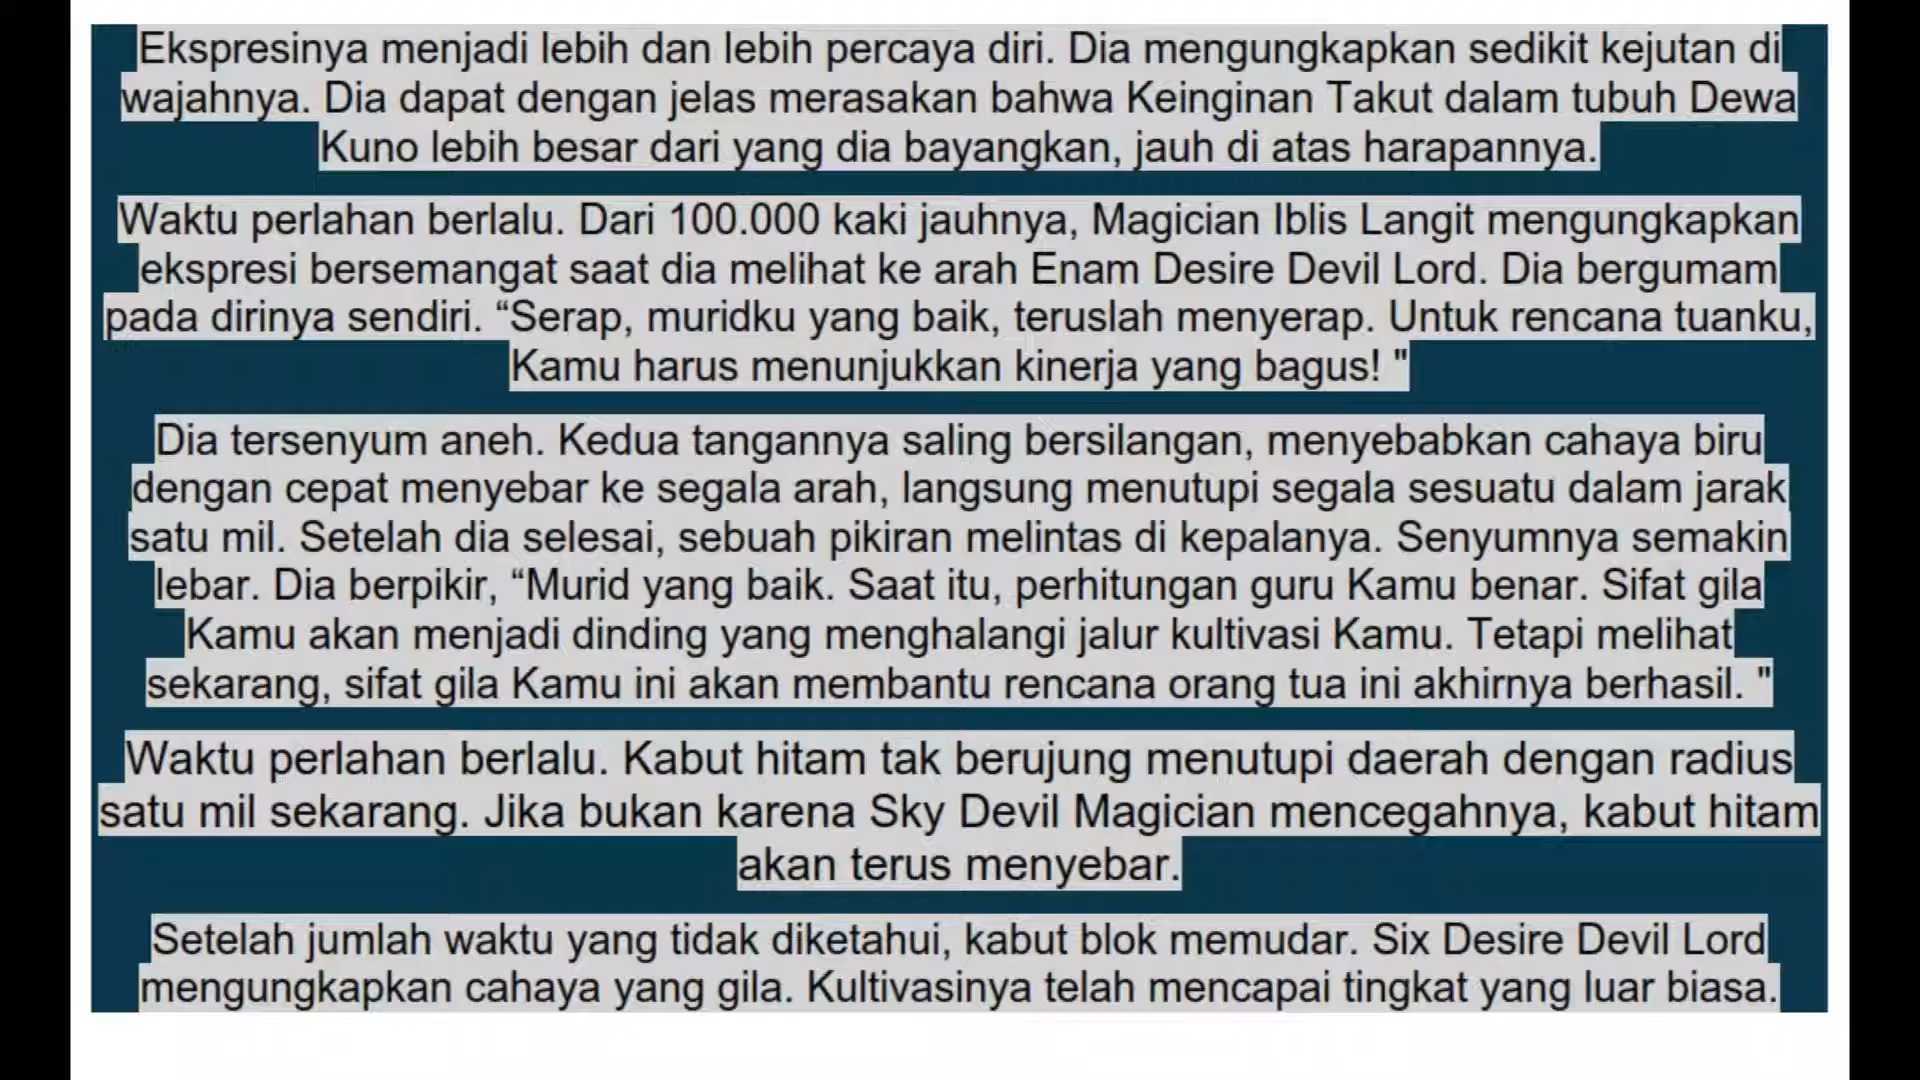 Ekspresinya menjadi lebih dan lebih percaya diri. Dia mengungkapkan sedikit kejutan di
wajahnya. Dia dapat dengan jelas merasakan bahwa Keinginan Takut dalam tubuh Dewa
Kuno lebih besar dari yang dia bayangkan, jauh di atas harapannya.
Waktu perlahan berlalu. Dari 100.000 kaki jauhnya, Magician Iblis Langit mengungkapkan
ekspresi bersemangat saat dia melihat ke arah Enam Desire Devil Lord. Dia bergumam
pada dirinya sendiri. “Serap, muridku yang baik, teruslah menyerap. Untuk rencana tuanku,
Kamu harus menunjukkan kinerja yang bagus! "
Dia tersenyum aneh. Kedua tangannya saling bersilangan, menyebabkan cahaya biru
dengan cepat menyebar ke segala arah, langsung menutupi segala sesuatu dalam jarak
satu mil. Setelah dia selesai, sebuah pikiran melintas di kepalanya. Senyumnya semakin
lebar. Dia berpikir, “Murid yang baik. Saat itu, perhitungan guru Kamu benar. Sifat gila
Kamu akan menjadi dinding yang menghalangi jalur kultivasi Kamu. Tetapi melihat
sekarang, sifat gila Kamu ini akan membantu rencana orang tua ini akhirnya berhasil. "
Waktu perlahan berlalu. Kabut hitam tak berujung menutupi daerah dengan radius
satu mil sekarang. Jika bukan karena Sky Devil Magician mencegahnya, kabut hitam
akan terus menyebar.
Setelah jumlah waktu yang tidak diketahui, kabut blok memudar. Six Desire Devil Lord
mengungkapkan cahaya yang gila. Kultivasinya telah mencapai tingkat yang luar biasa.